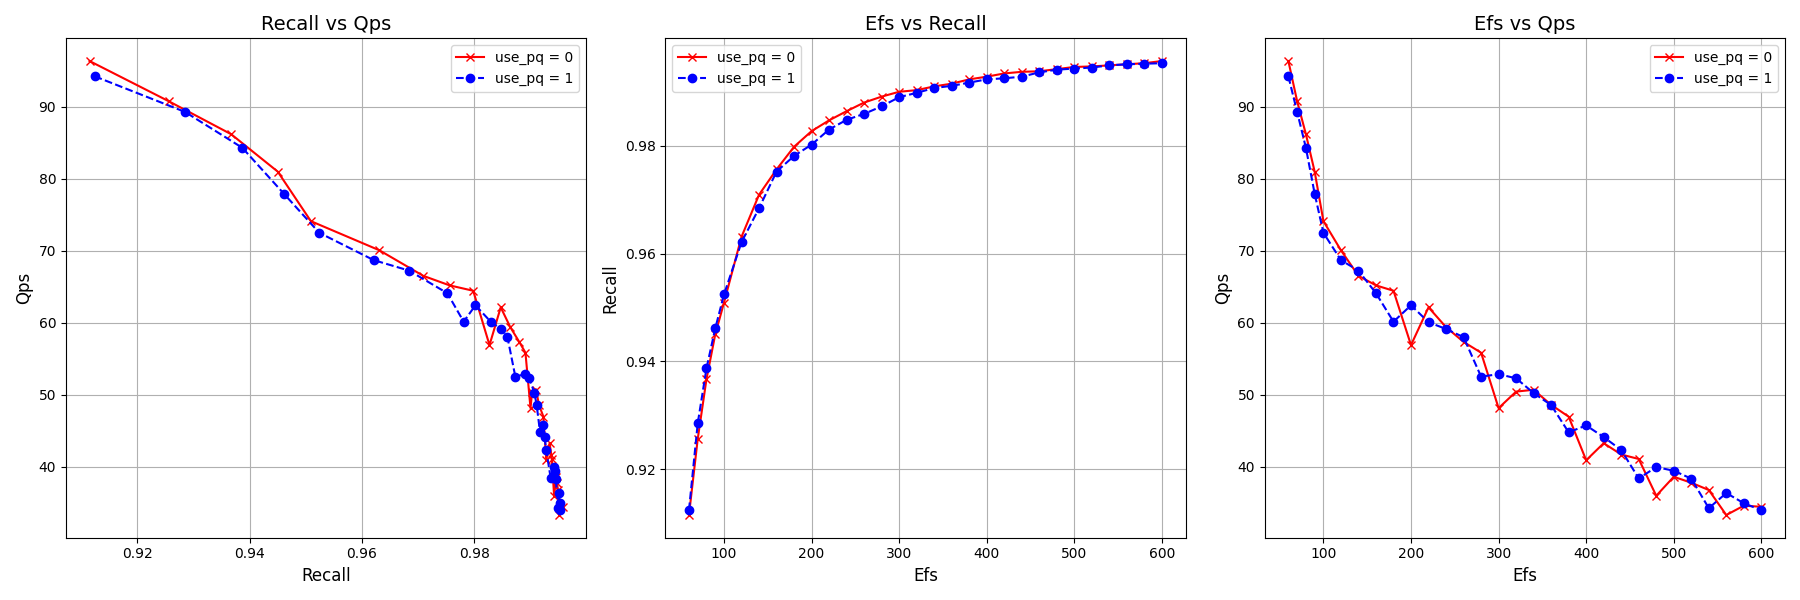 Recall vs Qps
use_pq = 0
use_pq = 1
90
80
70
60
50
40
Qps
0.92 0.94 0.96 0.98
Recall
Efs vs Recall
use_pq = 0
use_pq = 1
0.98
0.96
0.94
0.92
Recall
100 200 300 400 500 600
Efs
Efs vs Qps
use_pq = 0
use_pq = 1
90
80
70
60
50
40
Qps
100 200 300 400 500 600
Efs